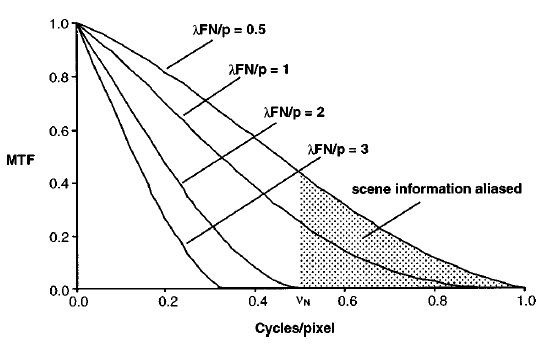 λFN/p = 0.5
1.0
λFN/p = 1
0.8
λFN/p = 2
0.6
λFN/p = 3
MTF
0.4
scene information aliased
0.2
0.0
0.0 0.2 0.4 νN 0.6 0.8 1.0
Cycles/pixel